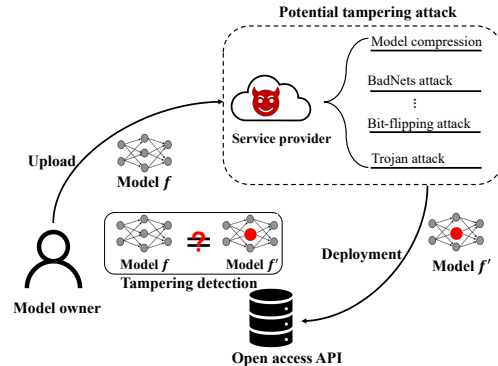 Potential tampering attack
Model compression
BadNets attack
⋮
Bit-flipping attack
Trojan attack
Service provider
Upload
Model f
Model f ?= Model f′
Tampering detection
Model owner
Deployment
Model f′
Open access API